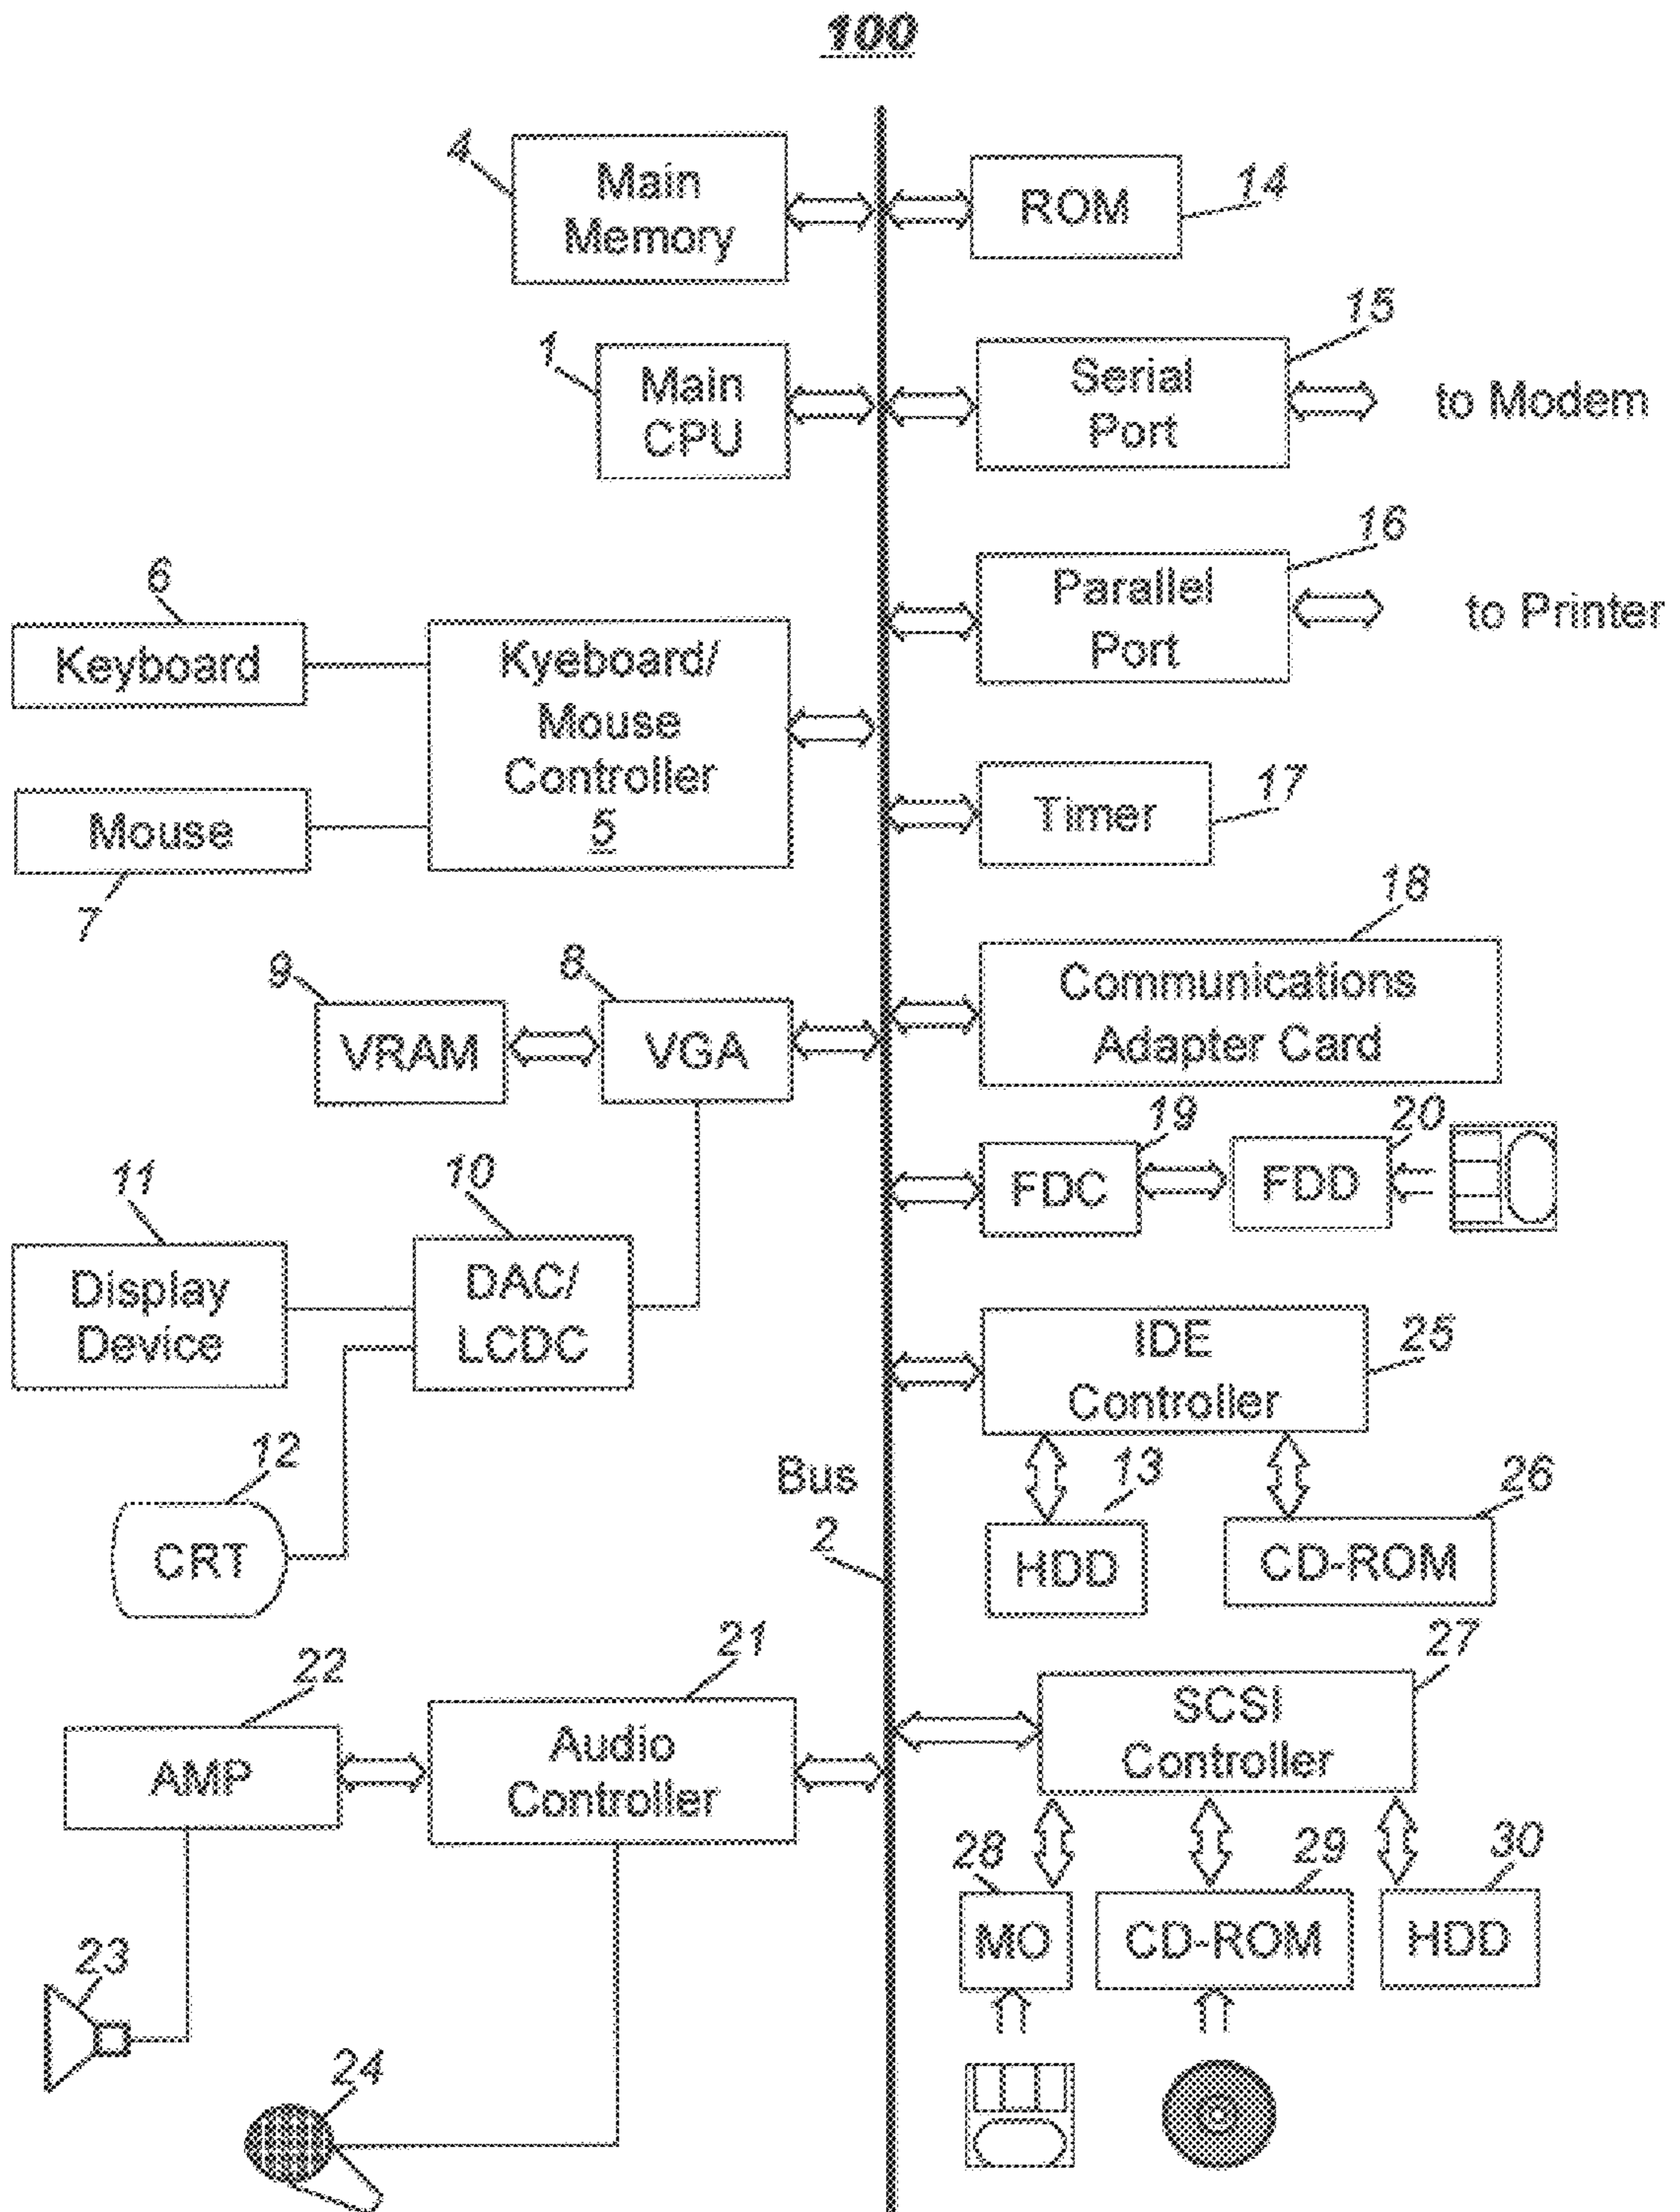 100
4
Main
Memory
ROM
14
1
Main
CPU
15
Serial
Port
to Modem
16
Parallel
Port
to Printer
6
Keyboard
Kyeboard/
Mouse
Controller
5
Mouse
7
Timer
17
18
Communications
Adapter Card
9
VRAM
8
VGA
19
FDC
20
FDD
11
Display
Device
10
DAC/
LCDC
IDE
Controller
25
12
CRT
Bus
2
13
HDD
26
CD-ROM
22
AMP
21
Audio
Controller
27
SCSI
Controller
28
MO
29
CD-ROM
30
HDD
23
24